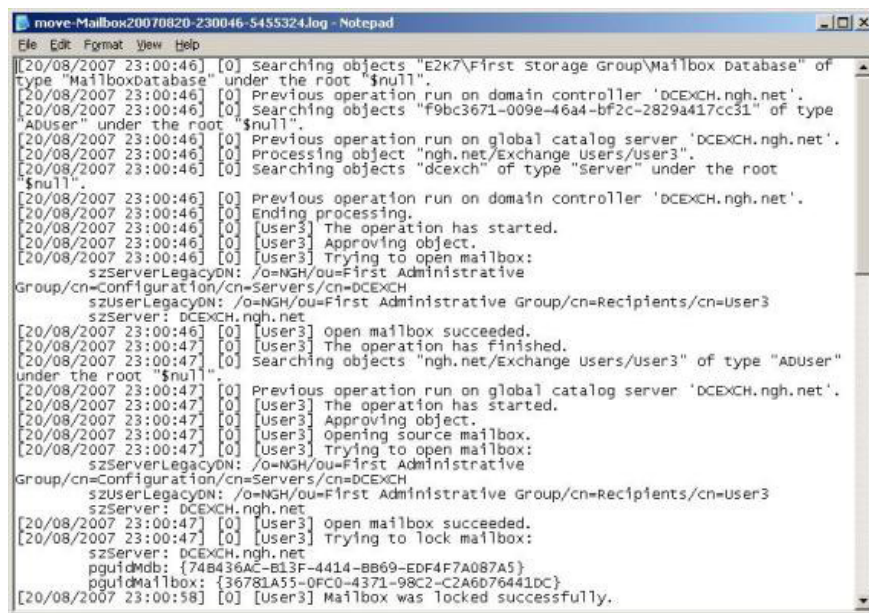 move-Mailbox20070820-230046-5455324.log - Notepad
File Edit Format View Help
[20/08/2007 23:00:46] [0] Searching objects "E2K7\First Storage Group\Mailbox Database" of
type "MailboxDatabase" under the root "$null".
[20/08/2007 23:00:46] [0] Previous operation run on domain controller 'DCEXCH.ngh.net'.
[20/08/2007 23:00:46] [0] Searching objects "f9bc3671-009e-46a4-bf2c-2829a417cc31" of type
"ADUser" under the root "$null".
[20/08/2007 23:00:46] [0] Previous operation run on global catalog server 'DCEXCH.ngh.net'.
[20/08/2007 23:00:46] [0] Processing object "ngh.net/Exchange Users/User3".
[20/08/2007 23:00:46] [0] Searching objects "dcexch" of type "Server" under the root
"$null".
[20/08/2007 23:00:46] [0] Previous operation run on domain controller 'DCEXCH.ngh.net'.
[20/08/2007 23:00:46] [0] Ending processing.
[20/08/2007 23:00:46] [0] [User3] The operation has started.
[20/08/2007 23:00:46] [0] [User3] Approving object.
[20/08/2007 23:00:46] [0] [User3] Trying to open mailbox:
szServerLegacyDN: /o=NGH/ou=First Administrative
Group/cn=Configuration/cn=Servers/cn=DCEXCH
szUserLegacyDN: /o=NGH/ou=First Administrative Group/cn=Recipients/cn=User3
szServer: DCEXCH.ngh.net
[20/08/2007 23:00:46] [0] [User3] Open mailbox succeeded.
[20/08/2007 23:00:47] [0] [User3] The operation has finished.
[20/08/2007 23:00:47] [0] Searching objects "ngh.net/Exchange Users/User3" of type "ADUser"
under the root "$null".
[20/08/2007 23:00:47] [0] Previous operation run on global catalog server 'DCEXCH.ngh.net'.
[20/08/2007 23:00:47] [0] [User3] The operation has started.
[20/08/2007 23:00:47] [0] [User3] Approving object.
[20/08/2007 23:00:47] [0] [User3] Opening source mailbox.
[20/08/2007 23:00:47] [0] [User3] Trying to open mailbox:
szServerLegacyDN: /o=NGH/ou=First Administrative
Group/cn=Configuration/cn=Servers/cn=DCEXCH
szUserLegacyDN: /o=NGH/ou=First Administrative Group/cn=Recipients/cn=User3
szServer: DCEXCH.ngh.net
[20/08/2007 23:00:47] [0] [User3] Open mailbox succeeded.
[20/08/2007 23:00:47] [0] [User3] Trying to lock mailbox:
szServer: DCEXCH.ngh.net
pguidMdb: {74B436AC-B13F-4414-BB69-EDF4F7A087A5}
pguidMailbox: {36781A55-0FC0-4371-98C2-C2A6D76441DC}
[20/08/2007 23:00:58] [0] [User3] Mailbox was locked successfully.